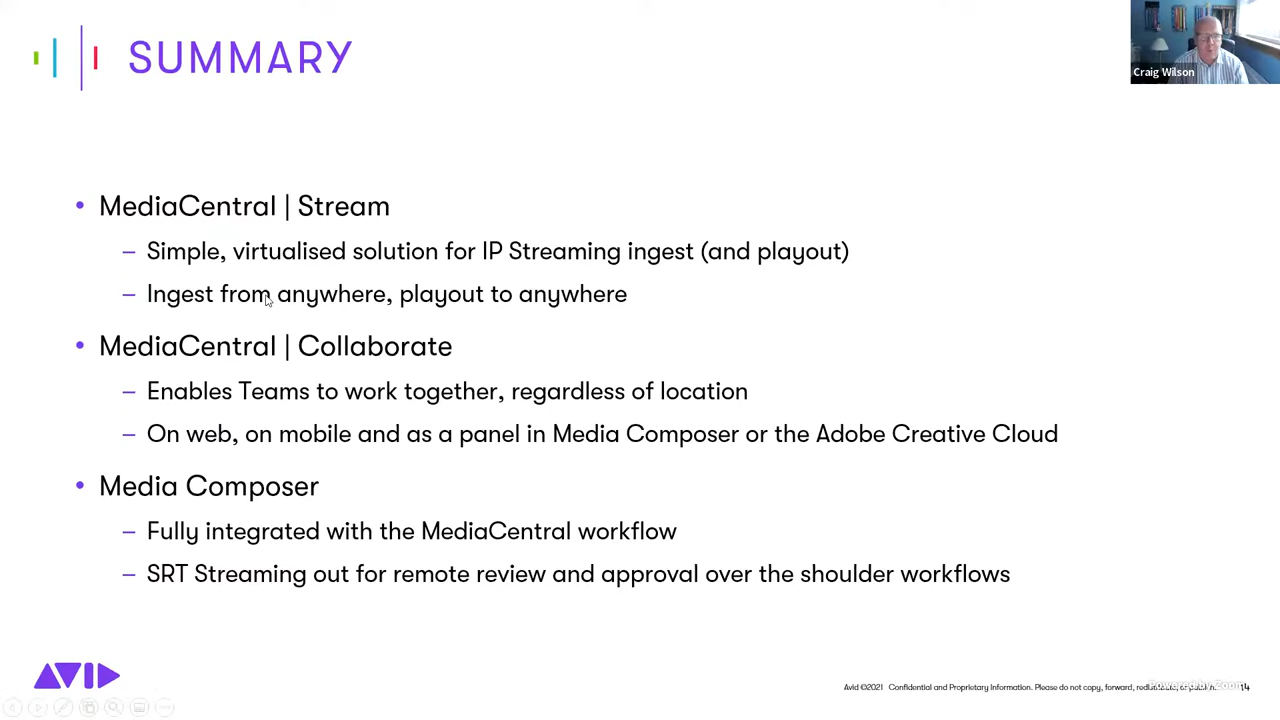 SUMMARY
Craig Wilson
• MediaCentral | Stream
– Simple, virtualised solution for IP Streaming ingest (and playout)
– Ingest from anywhere, playout to anywhere
• MediaCentral | Collaborate
– Enables Teams to work together, regardless of location
– On web, on mobile and as a panel in Media Composer or the Adobe Creative Cloud
• Media Composer
– Fully integrated with the MediaCentral workflow
– SRT Streaming out for remote review and approval over the shoulder workflows
AVID
Avid ©2021 Confidential and Proprietary Information. Please do not copy, forward,
Powered by Zoom
14